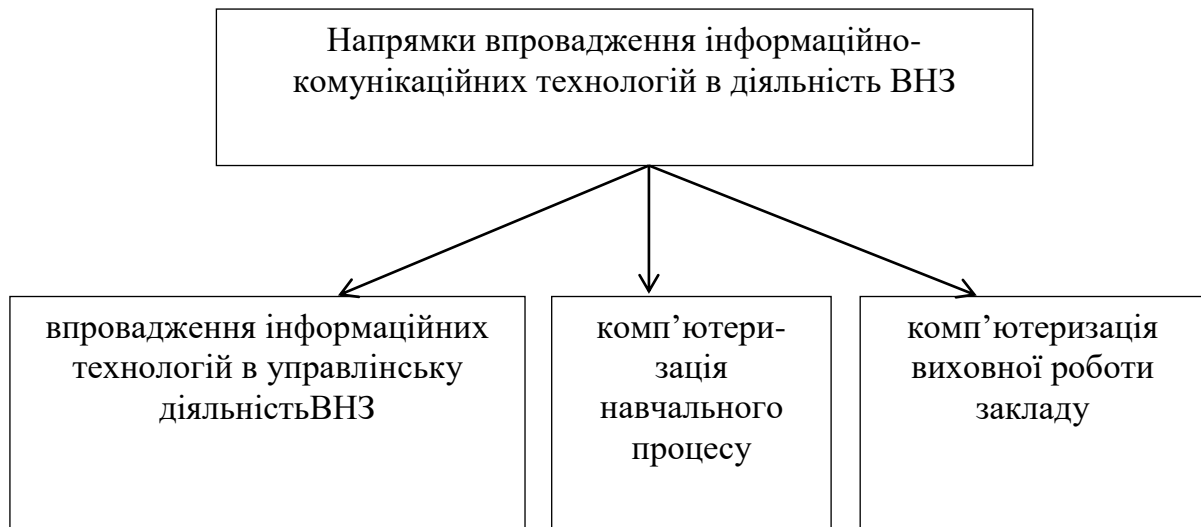 Напрямки впровадження інформаційно-
комунікаційних технологій в діяльність ВНЗ
впровадження інформаційних
технологій в управлінську
діяльністьВНЗ
комп’ютери-
зація
навчального
процесу
комп’ютеризація
виховної роботи
закладу